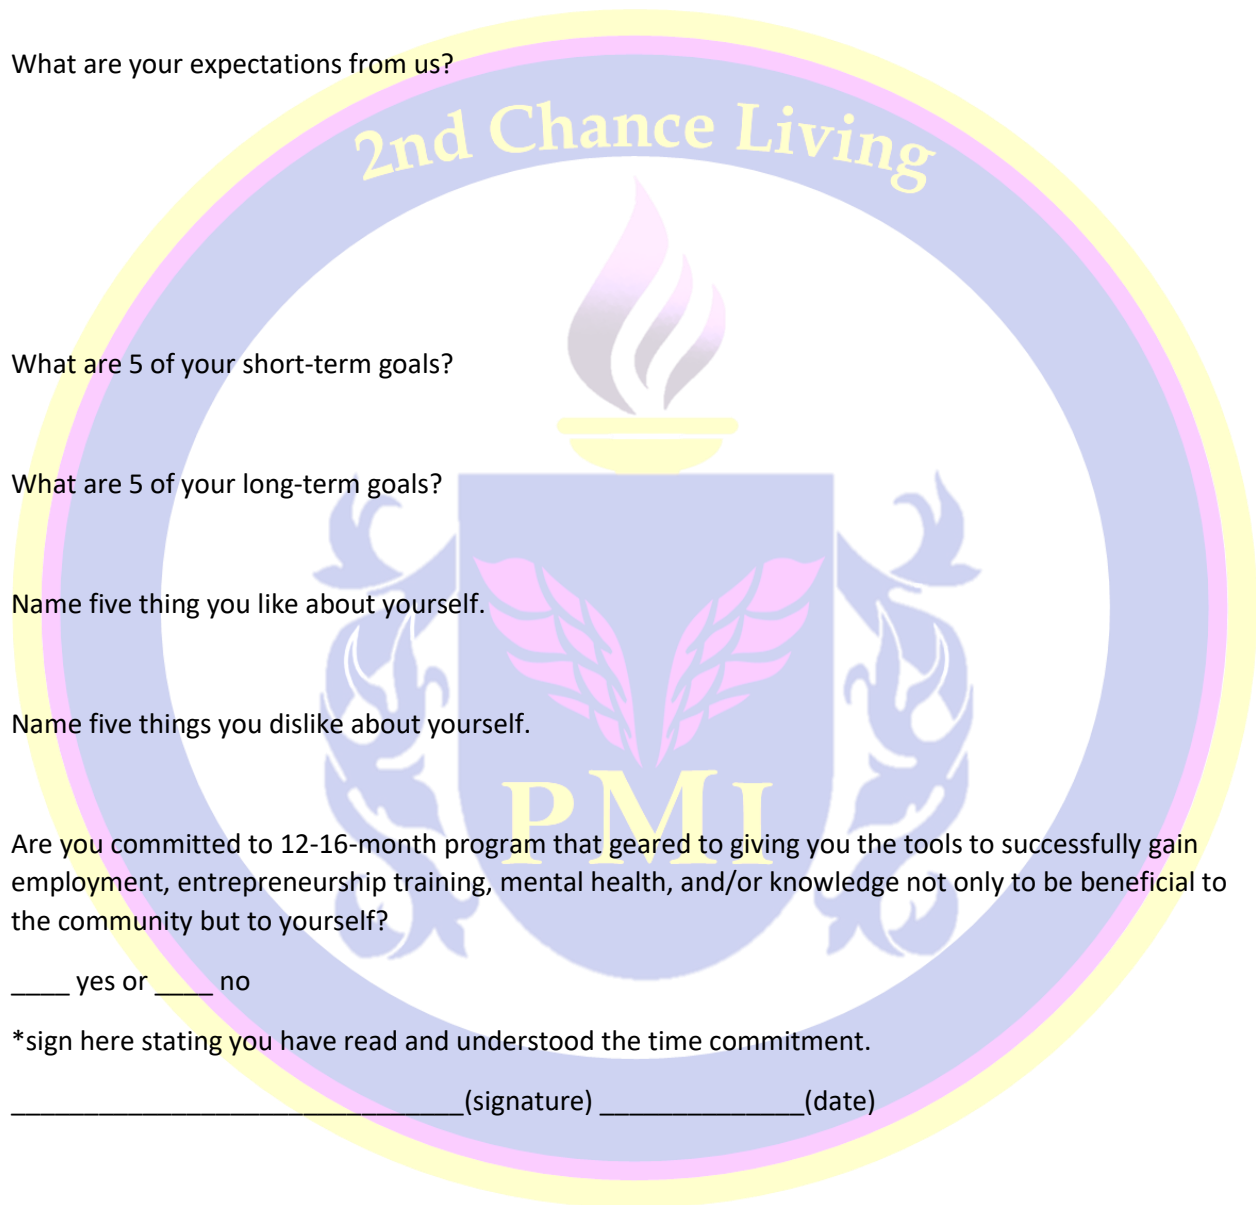 What are your expectations from us?
2nd Chance Living
What are 5 of your short-term goals?
What are 5 of your long-term goals?
Name five thing you like about yourself.
Name five things you dislike about yourself.
PMI
Are you committed to 12-16-month program that geared to giving you the tools to successfully gain
employment, entrepreneurship training, mental health, and/or knowledge not only to be beneficial to
the community but to yourself?
____ yes or ____ no
*sign here stating you have read and understood the time commitment.
_______________________________(signature) ______________(date)